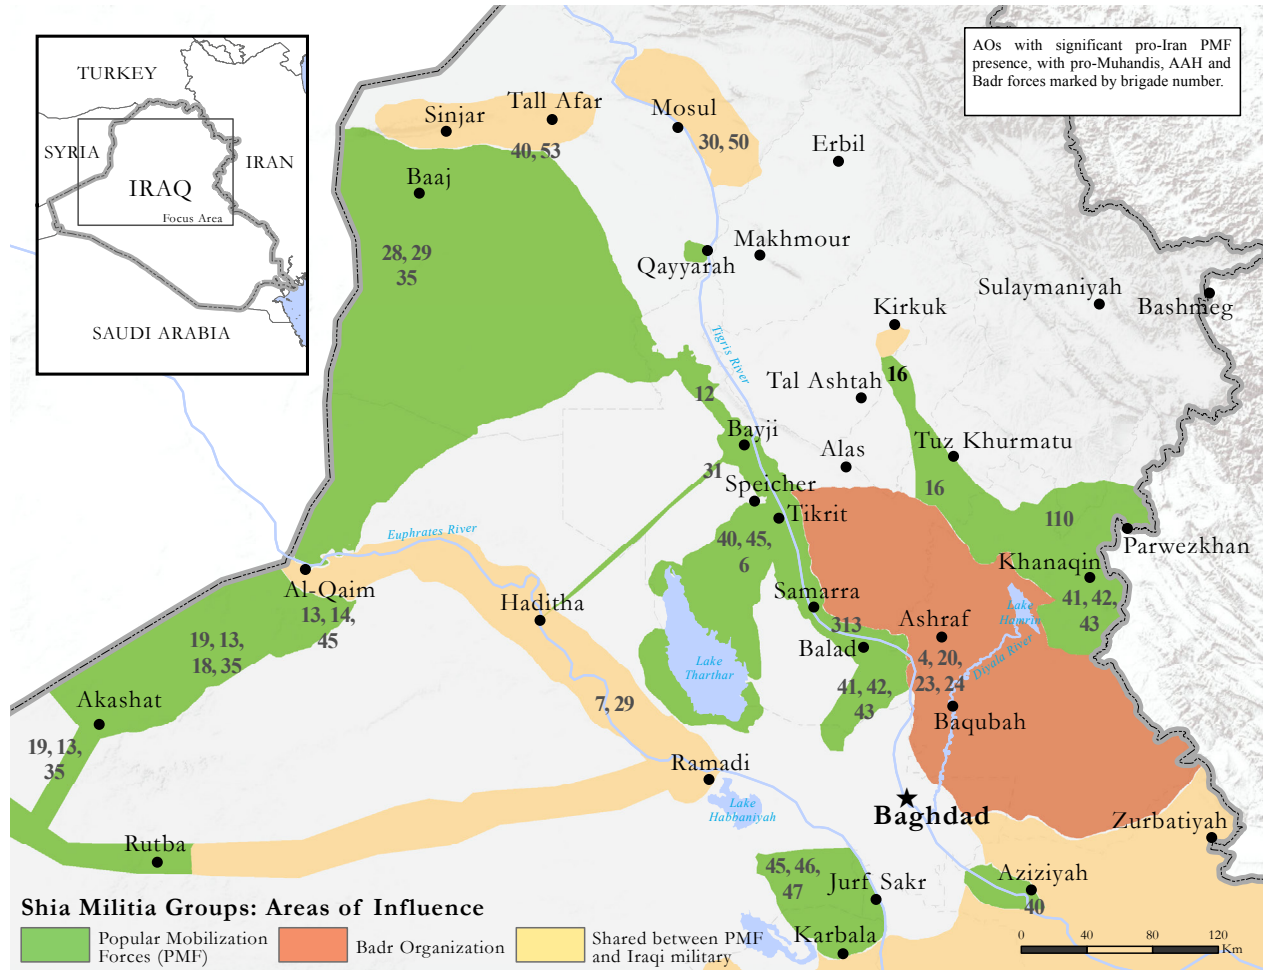 TURKEY
SYRIA
IRAN
IRAQ
Focus Area
SAUDI ARABIA
AOs with significant pro-Iran PMF
presence, with pro-Muhandis, AAH and
Badr forces marked by brigade number.
Sinjar
Tall Afar
40, 53
Mosul
30, 50
Erbil
Baaj
28, 29
35
Qayyarah
Makhmour
Sulaymaniyah
Bashmeg
Kirkuk
16
Tigris River
12
Tal Ashtah
Bayji
Alas
Tuz Khurmatu
31
Speicher
16
Tikrit
110
Parwezkhan
Euphrates River
40, 45,
6
Khanaqin
Al-Qaim
13, 14,
45
Haditha
Samarra
313
Lake
Hamrin
41, 42,
43
19, 13,
18, 35
Ashraf
Balad
Diyala River
4, 20,
23, 24
Lake
Tharthar
41, 42,
43
Akashat
7, 29
Baqubah
19, 13,
35
Ramadi
Lake
Habbaniyah
Baghdad
Zurbatiyah
Rutba
45, 46,
47
Jurf Sakr
Aziziyah
40
Karbala
Shia Militia Groups: Areas of Influence
Popular Mobilization
Forces (PMF)
Badr Organization
Shared between PMF
and Iraqi military
0 40 80 120
Km